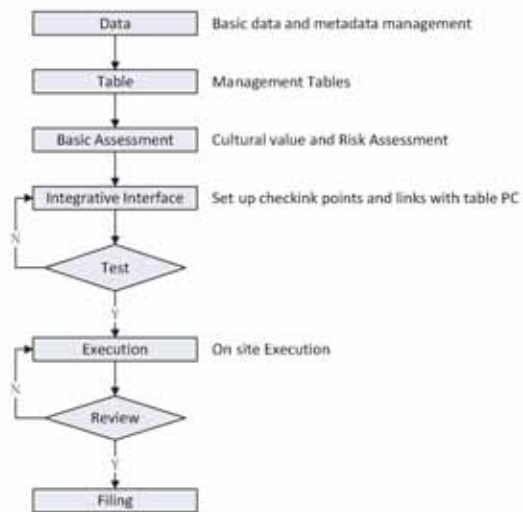 Data Basic data and metadata management
Table Management Tables
Basic Assessment Cultural value and Risk Assessment
Integrative Interface Set up checkink points and links with table PC
N
Test
Y
Execution On site Execution
N
Review
Y
Filing